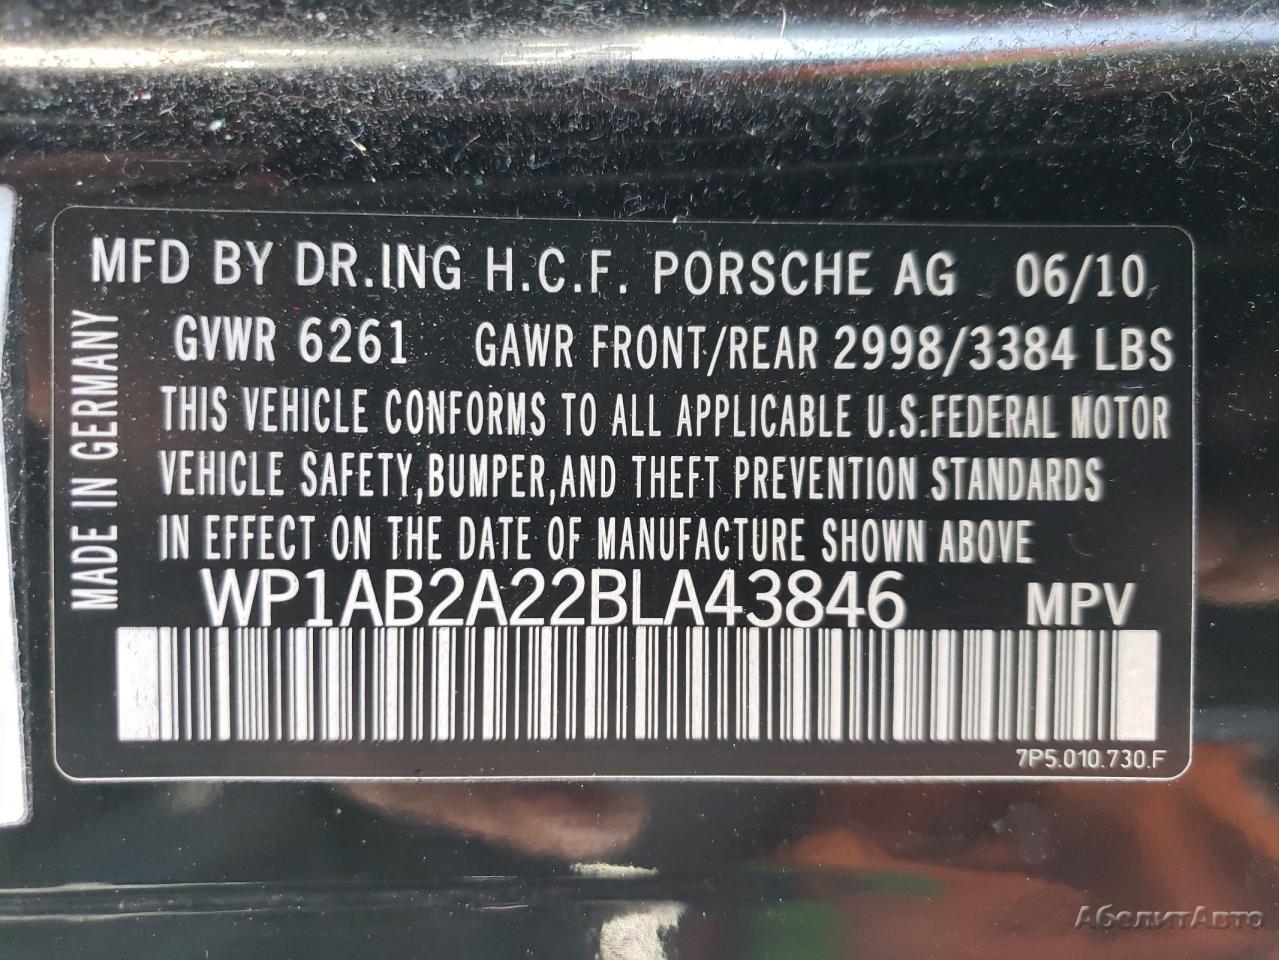 MFD BY DR.ING H.C.F. PORSCHE AG 06/10
GVWR 6261 GAWR FRONT/REAR 2998/3384 LBS
THIS VEHICLE CONFORMS TO ALL APPLICABLE U.S.FEDERAL MOTOR
VEHICLE SAFETY,BUMPER,AND THEFT PREVENTION STANDARDS
IN EFFECT ON THE DATE OF MANUFACTURE SHOWN ABOVE
WP1AB2A22BLA43846 MPV
7P5.010.730.F
MADE IN GERMANY
АбелитАвто